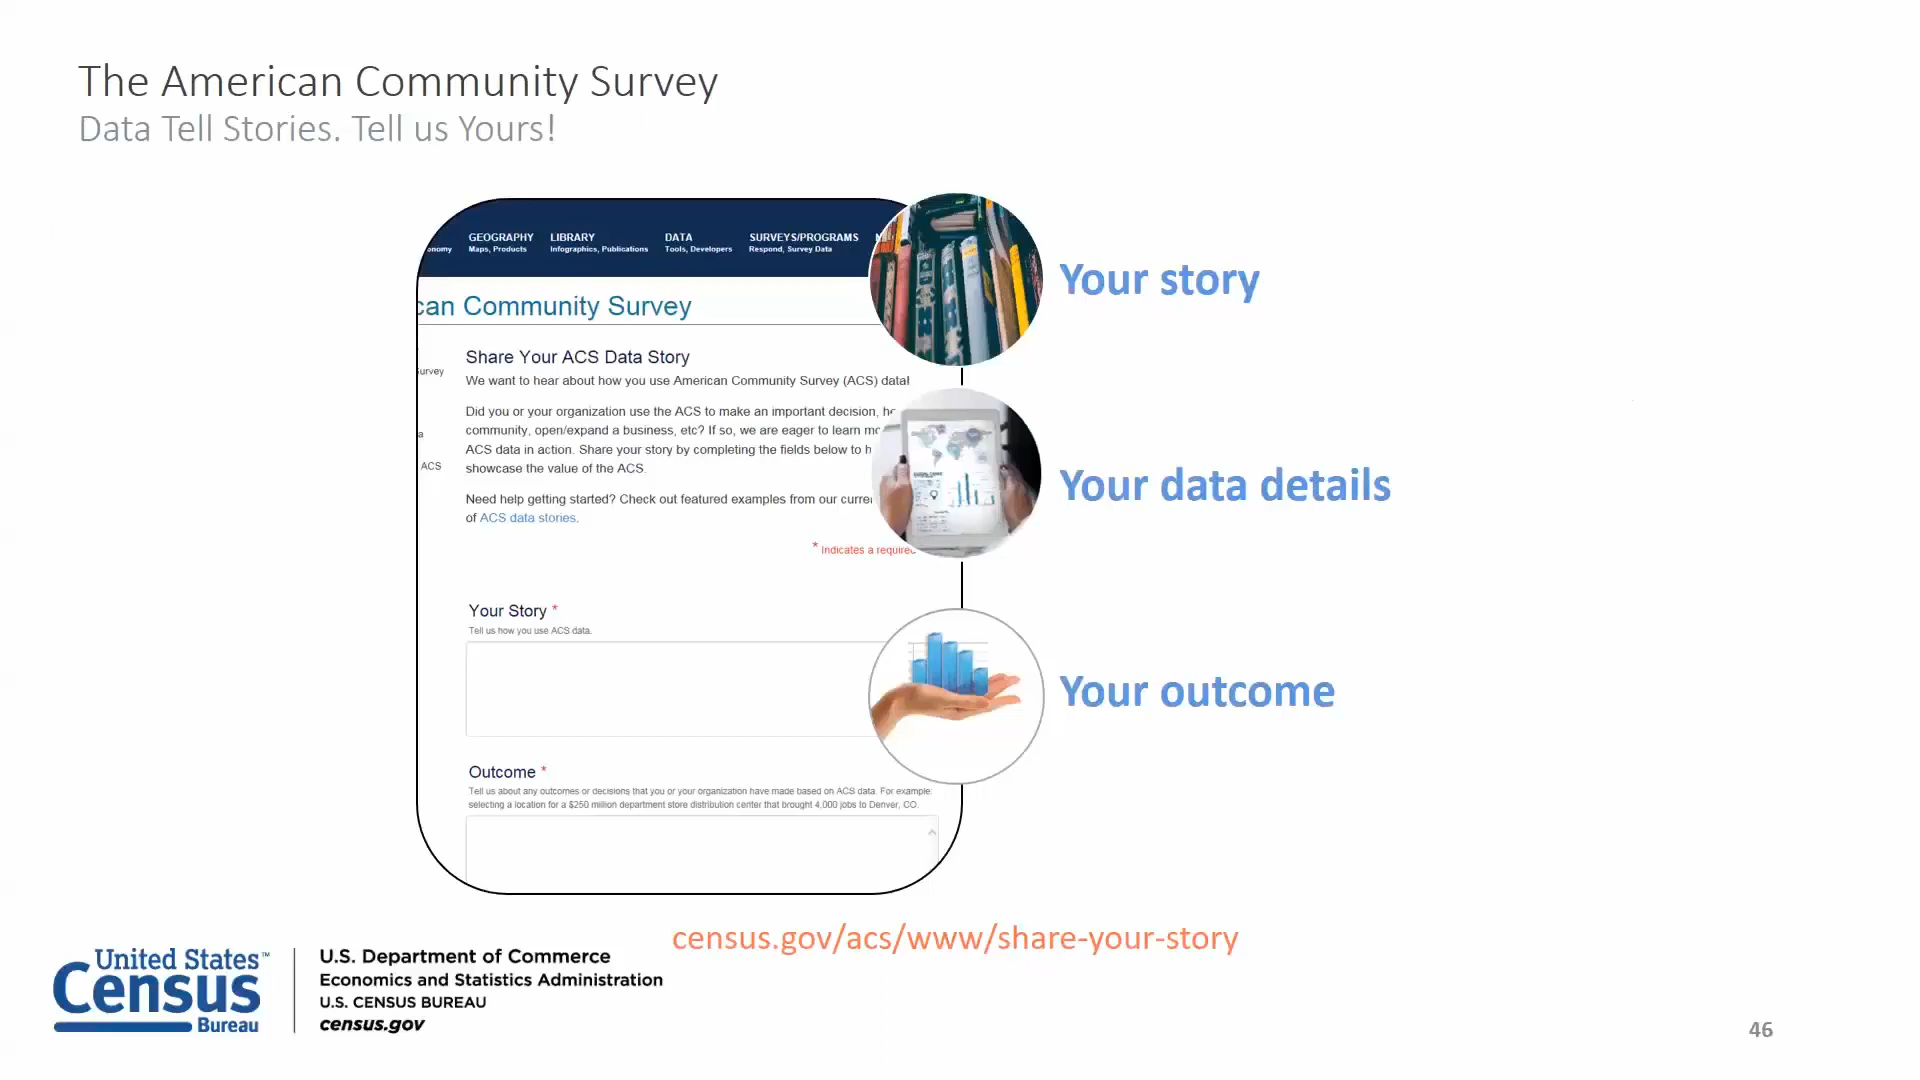 The American Community Survey
Data Tell Stories. Tell us Yours!
GEOGRAPHY LIBRARY DATA SURVEYS/PROGRAMS
Maps, Products Infographics, Publications Tools, Developers Respond, Survey Data
Community Survey
Share Your ACS Data Story
We want to hear about how you use American Community Survey (ACS) data!
Did you or your organization use the ACS to make an important decision,
community, open/expand a business, etc? If so, we are eager to learn
ACS data in action. Share your story by completing the fields below to
showcase the value of the ACS.
ACS
Need help getting started? Check out featured examples from our
of ACS data stories.
* Indicates a
Your Story *
Tell us how you use ACS data.
Outcome *
Tell us about any outcomes or decisions that you or your organization have made based on ACS data. For example:
selecting a location for a $250 million department store distribution center that brought 4,000 jobs to Denver, CO.
Your story
Your data details
Your outcome
census.gov/acs/www/share-your-story
United States™
Census
Bureau
U.S. Department of Commerce
Economics and Statistics Administration
U.S. CENSUS BUREAU
census.gov
46